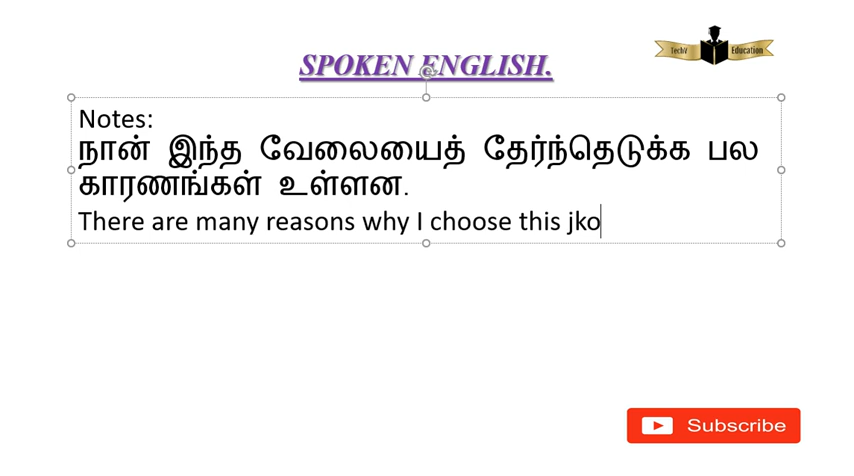 TechY Education
SPOKEN ENGLISH.
Notes:
நான் இந்த வேலையைத் தேர்ந்தெடுக்க பல
காரணங்கள் உள்ளன.
There are many reasons why I choose this jko
Subscribe